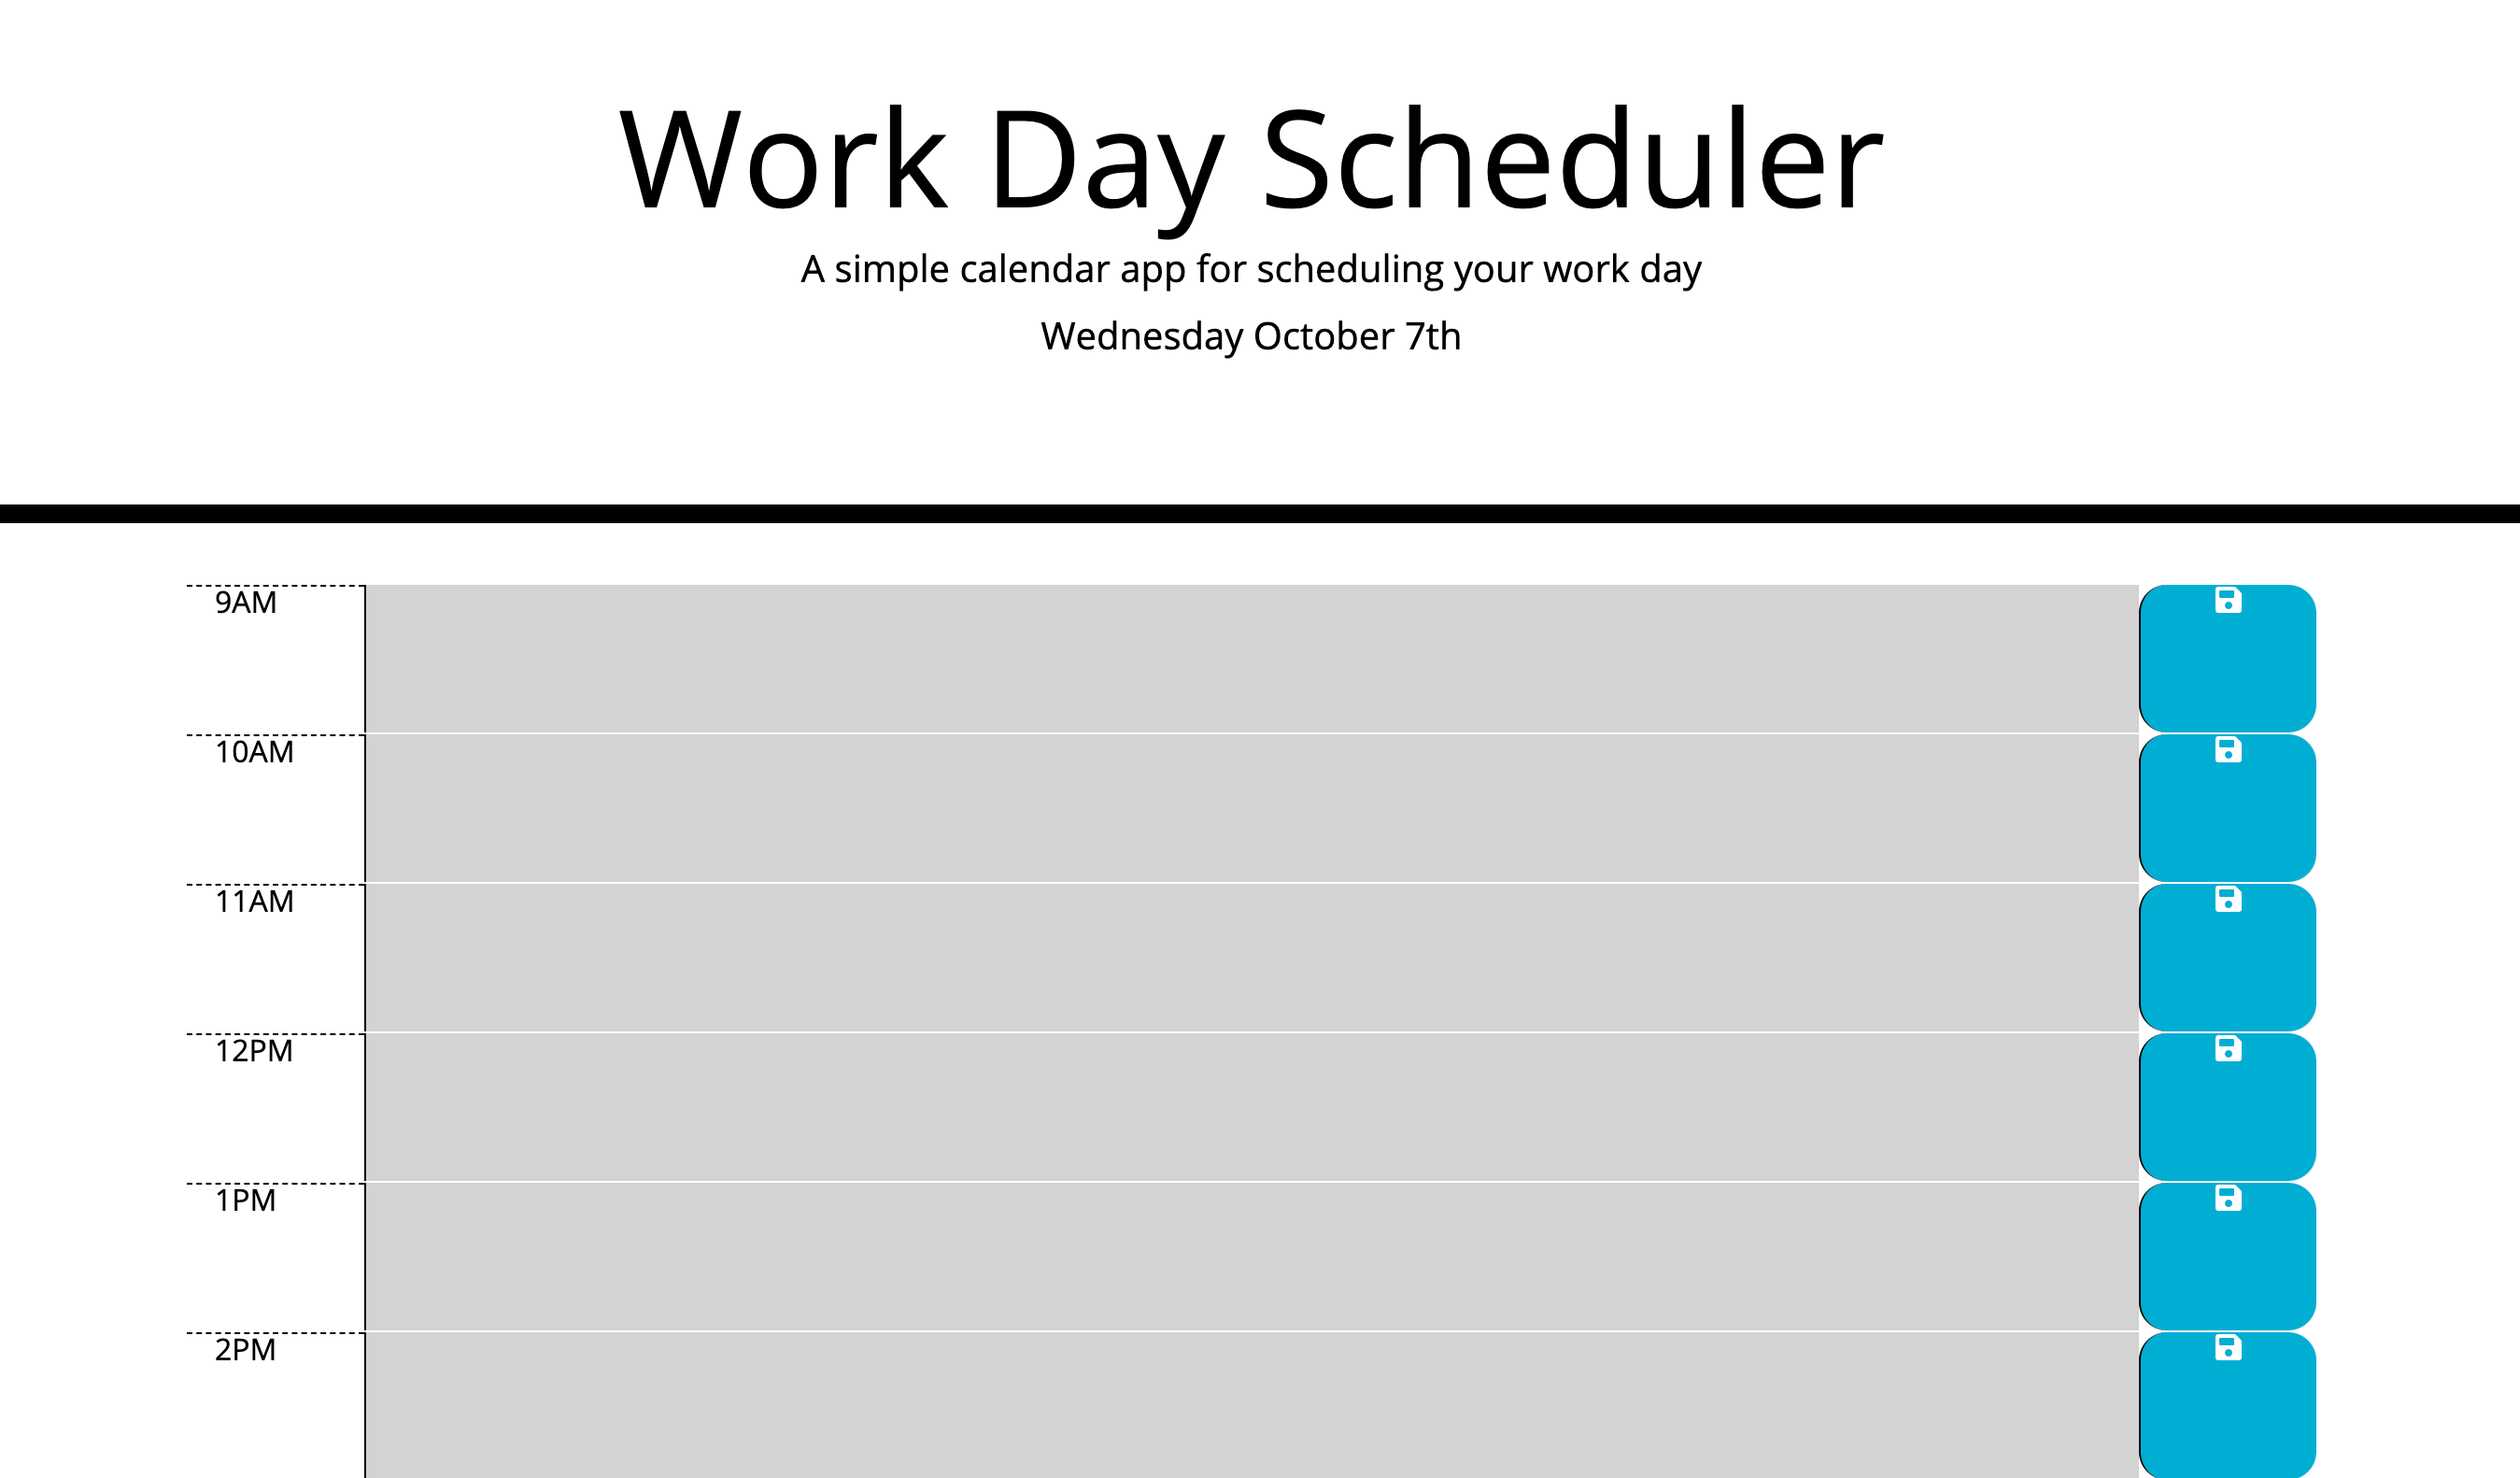 Work Day Scheduler
A simple calendar app for scheduling your work day
Wednesday October 7th
9AM
10AM
11AM
12PM
1PM
2PM